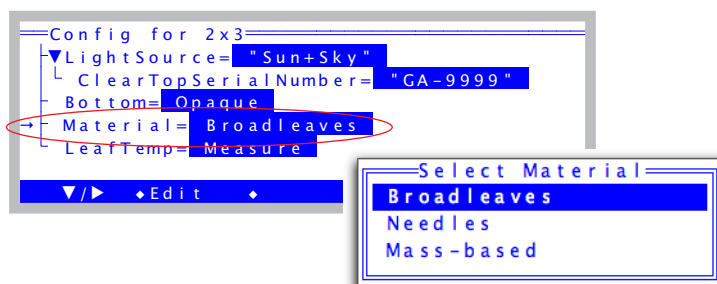 Config for 2x3
▼LightSource= "Sun+Sky"
ClearTopSerialNumber= "GA-9999"
Bottom= Opaque
→ Material= Broadleaves
LeafTemp= Measure
▼/▶ ◆Edit ◆
Select Material
Broadleaves
Needles
Mass-based